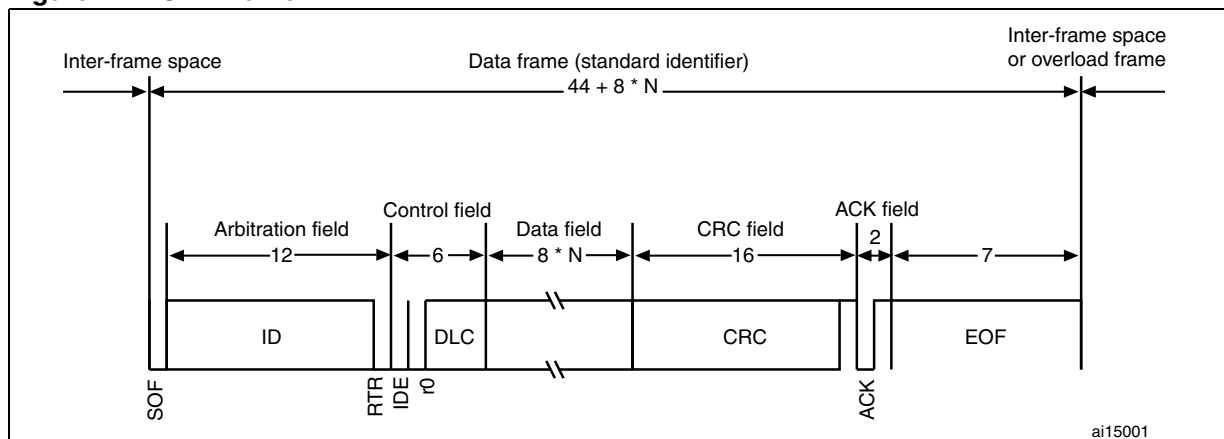 Inter-frame space
Data frame (standard identifier)
44 + 8 * N
Inter-frame space
or overload frame
Arbitration field
12
Control field
6
Data field
8 * N
CRC field
16
ACK field
2
7
ID
DLC
CRC
EOF
SOF
RTR
IDE
r0
ACK
ai15001